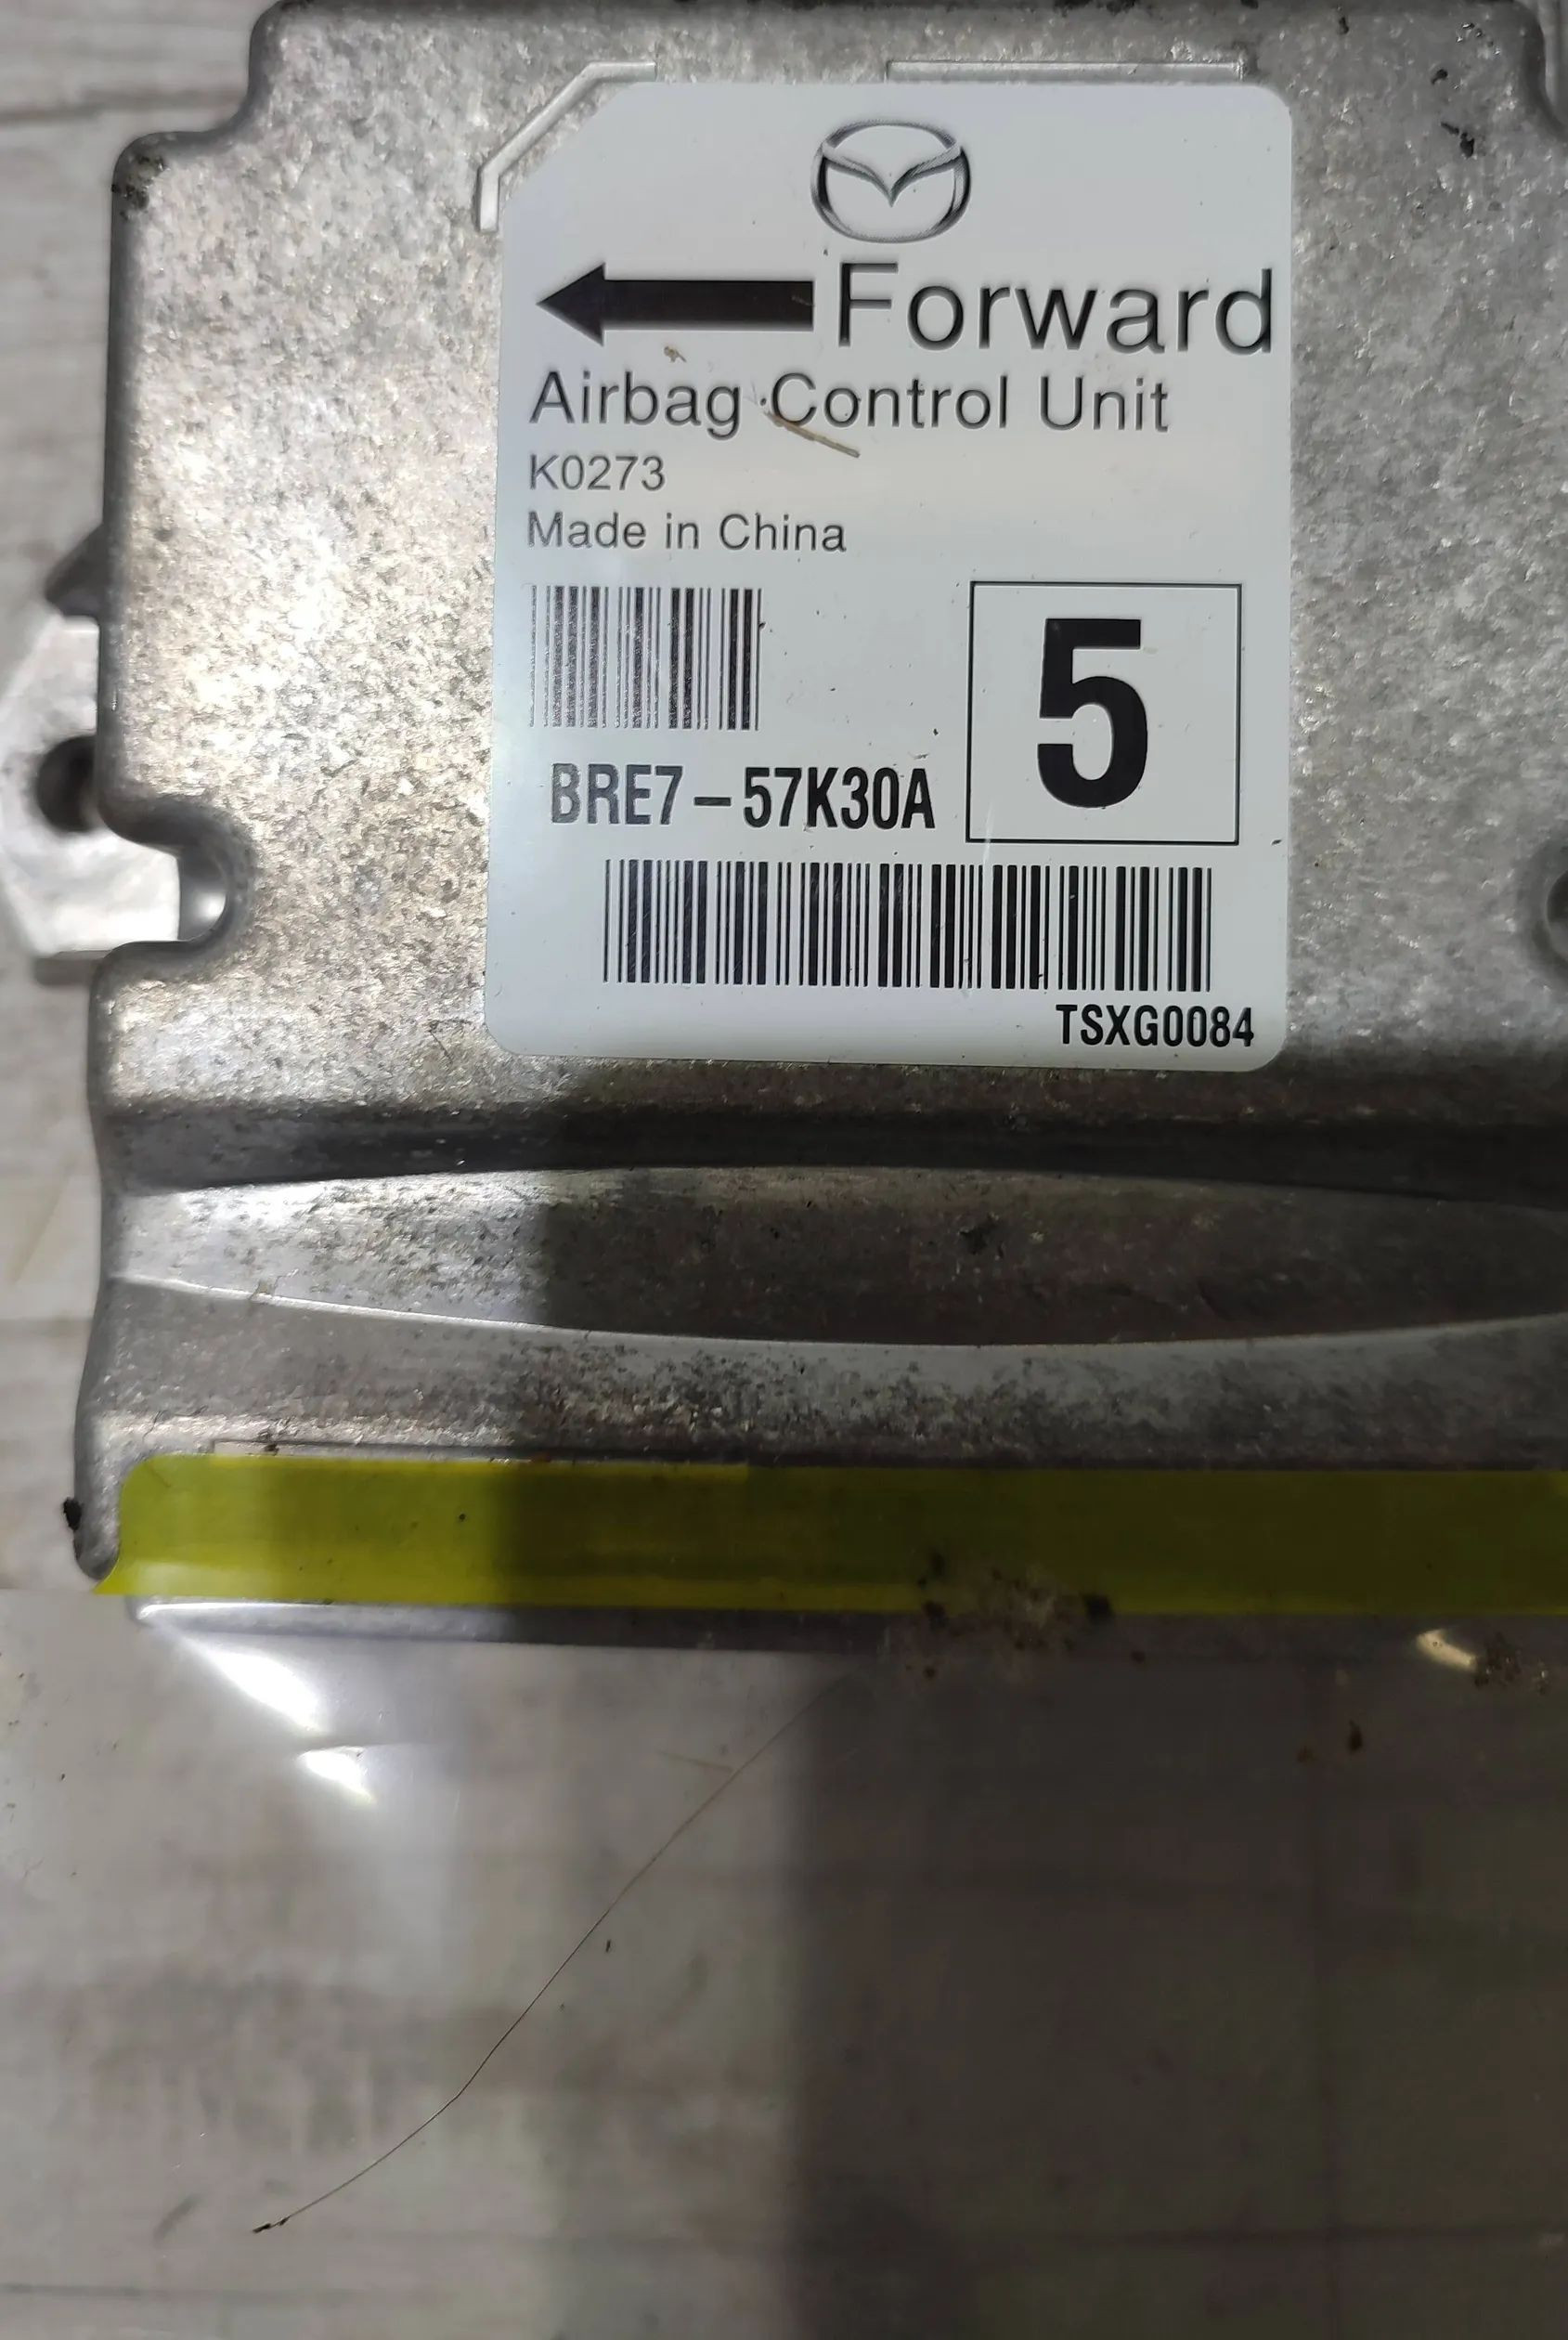 Forward
Airbag Control Unit
K0273
Made in China
5
BRE7-57K30A
TSXG0084